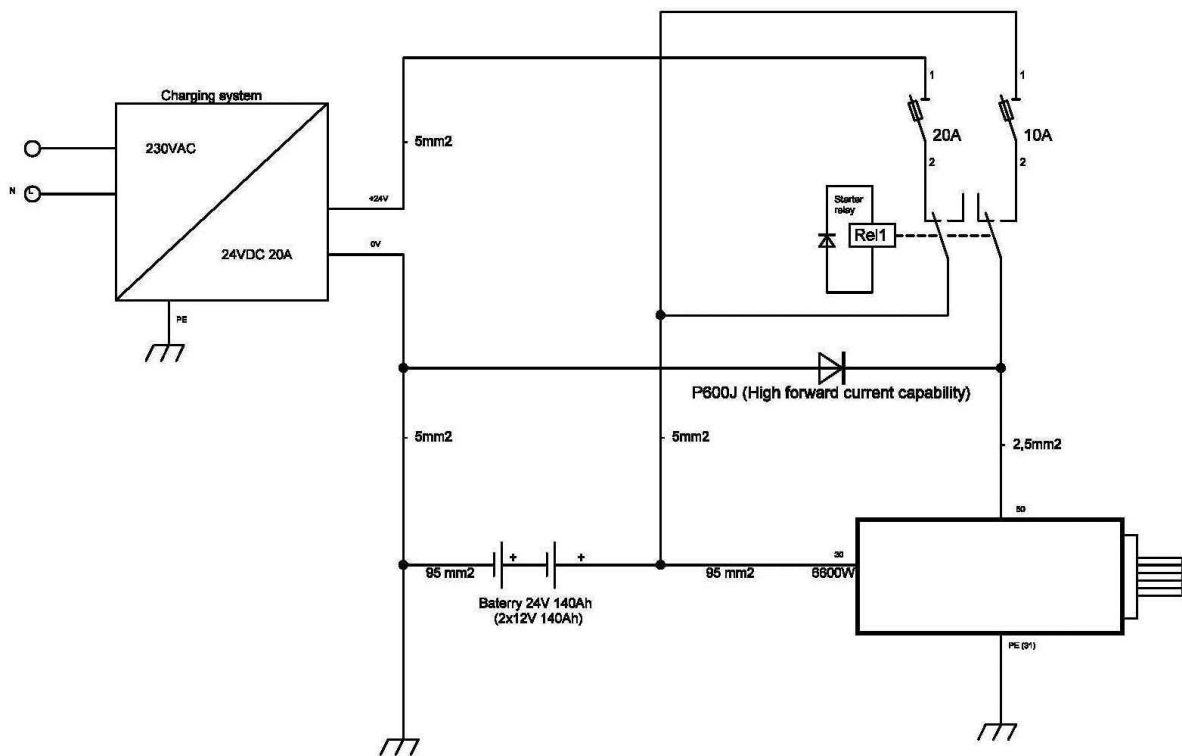 Charging system
230VAC
N
L
+24V
0V
24VDC 20A
PE
5mm2
1
1
20A
10A
2
2
Starter
relay
Rel1
P600J (High forward current capability)
5mm2
5mm2
2,5mm2
50
30
6600W
+
+
95 mm2
95 mm2
Baterry 24V 140Ah
(2x12V 140Ah)
PE (31)